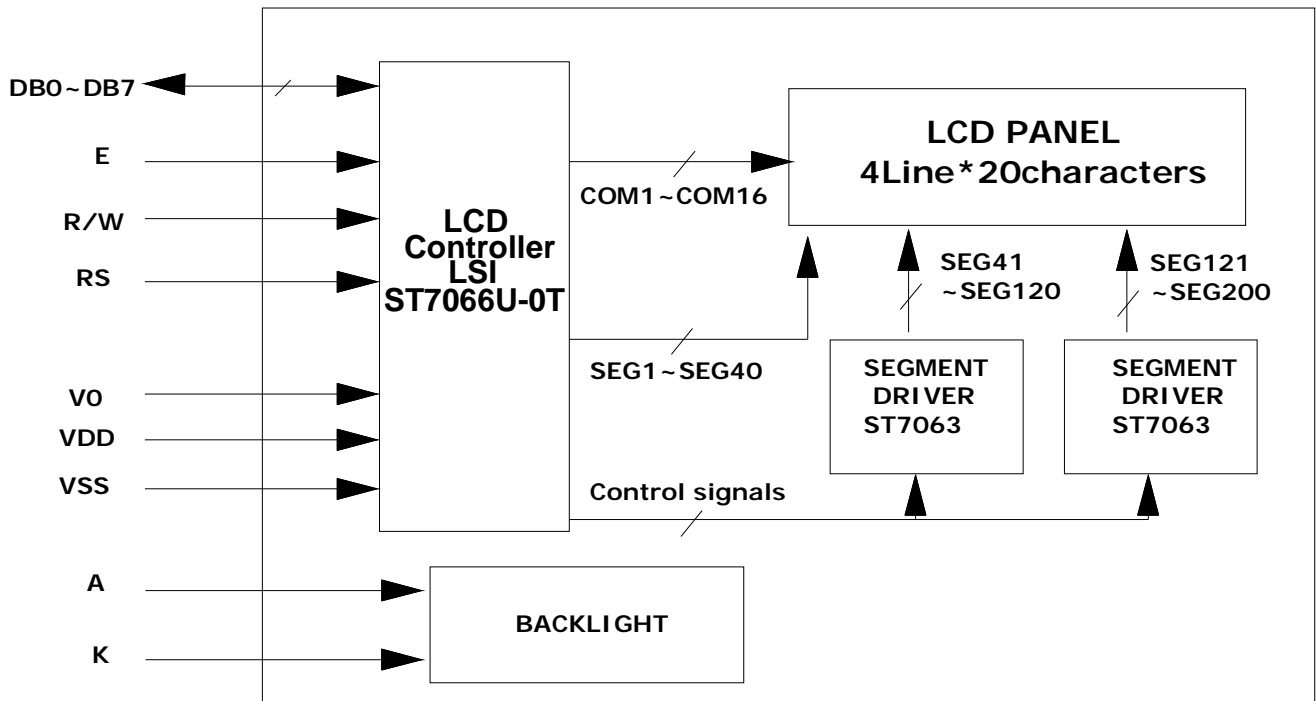 DB0~DB7
E
R/W
RS
V0
VDD
VSS
A
K
LCD
Controller
LSI
ST7066U-0T
COM1~COM16
SEG1~SEG40
Control signals
LCD PANEL
4Line*20characters
SEG41
~SEG120
SEG121
~SEG200
SEGMENT
DRIVER
ST7063
SEGMENT
DRIVER
ST7063
BACKLIGHT